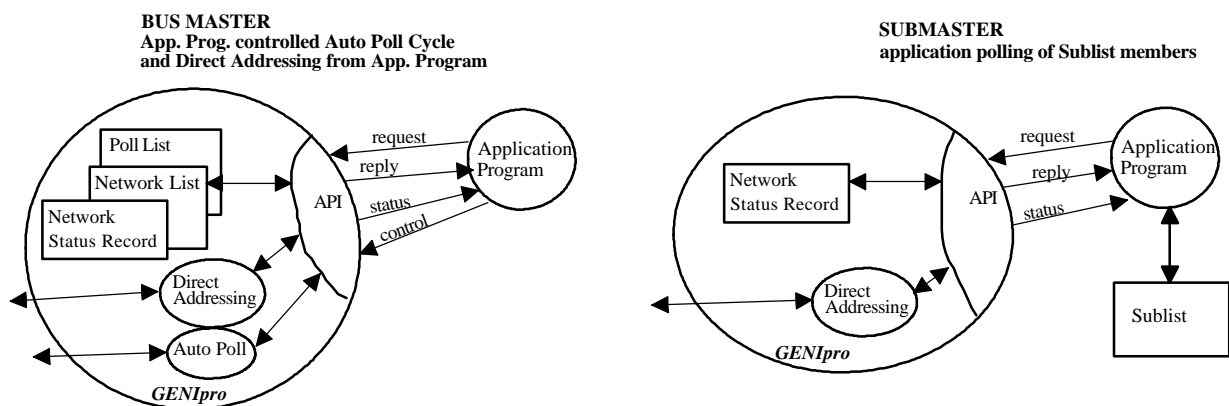 BUS MASTER
App. Prog. controlled Auto Poll Cycle
and Direct Addressing from App. Program
Poll List
Network List
Network
Status Record
API
request
reply
status
control
Application
Program
Direct
Addressing
Auto Poll
GENIpro
SUBMASTER
application polling of Sublist members
Network
Status Record
API
request
reply
status
Application
Program
Direct
Addressing
Sublist
GENIpro